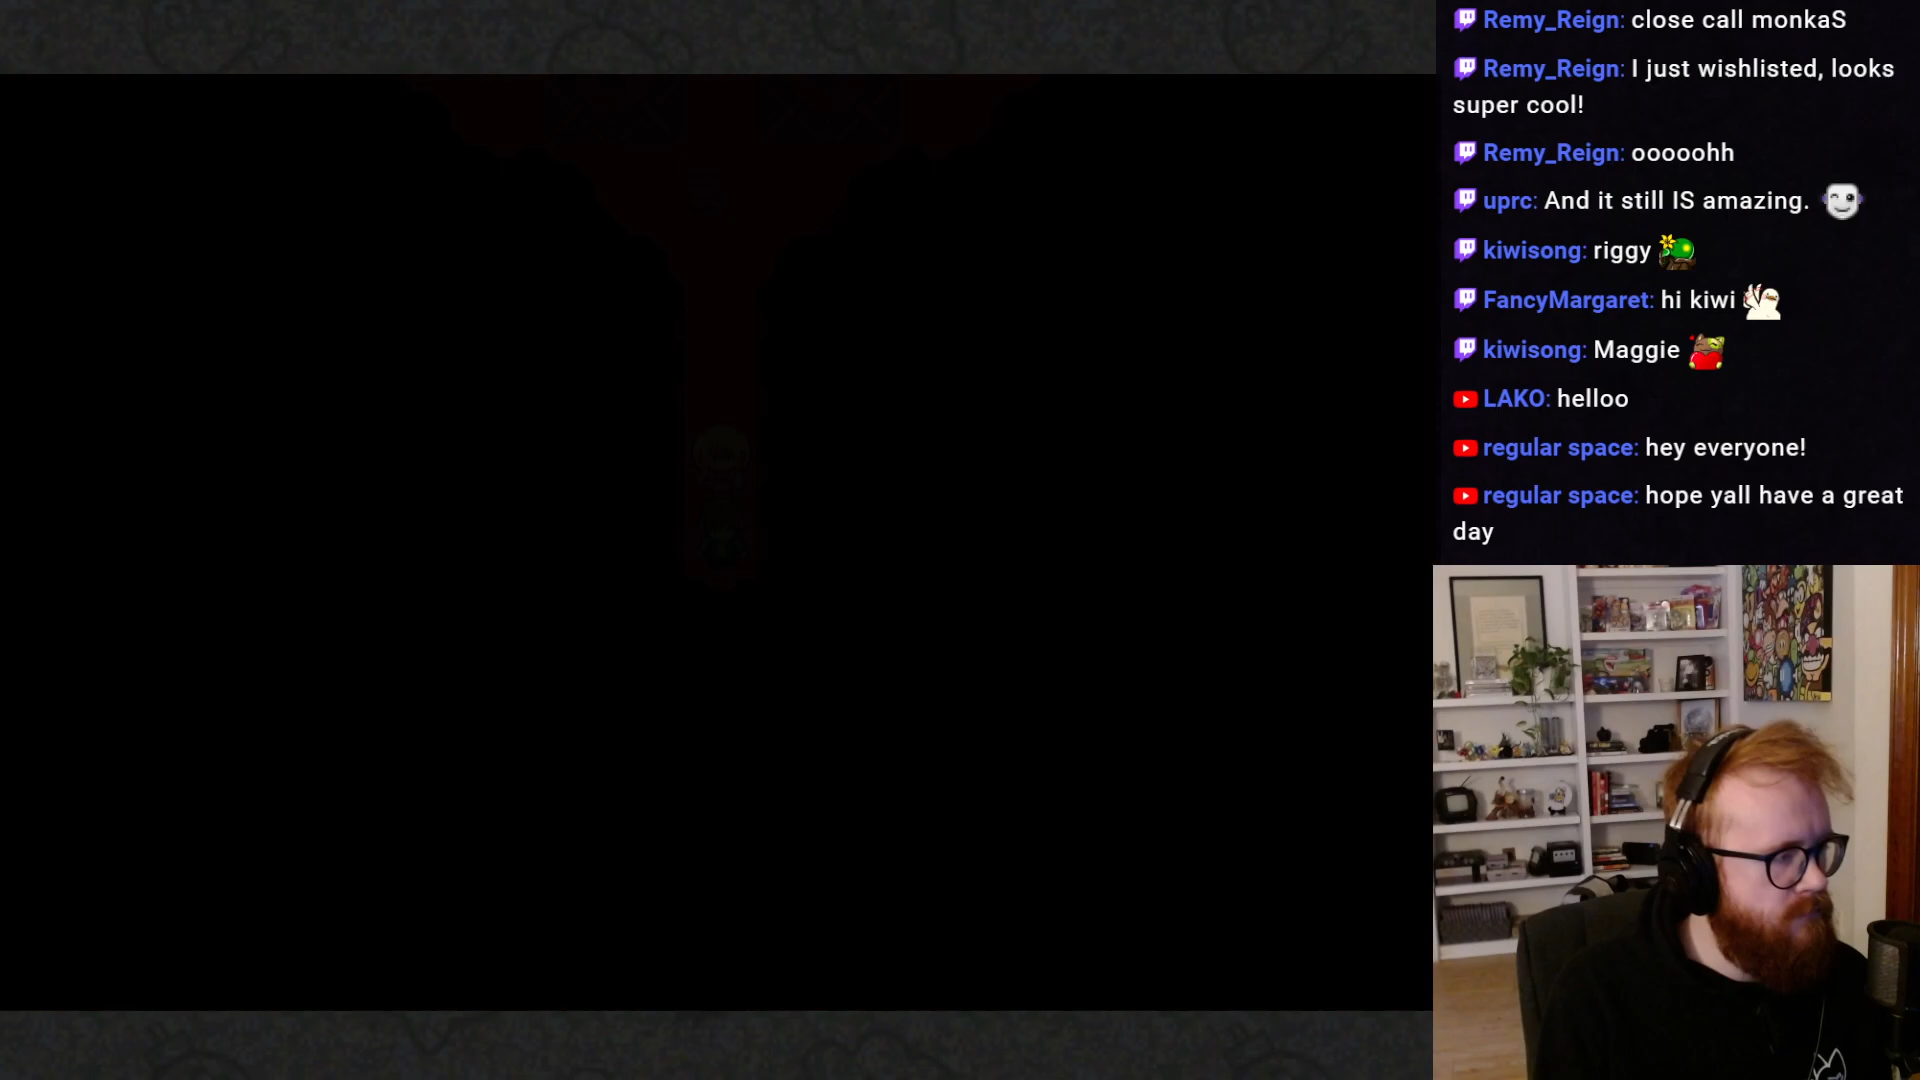 Remy_Reign: close call monkaS
Remy_Reign: I just wishlisted, looks
super cool!
Remy_Reign: ooooohh
uprc: And it still IS amazing.
kiwisong: riggy
FancyMargaret: hi kiwi
kiwisong: Maggie
LAKO: helloo
regular space: hey everyone!
regular space: hope yall have a great
day